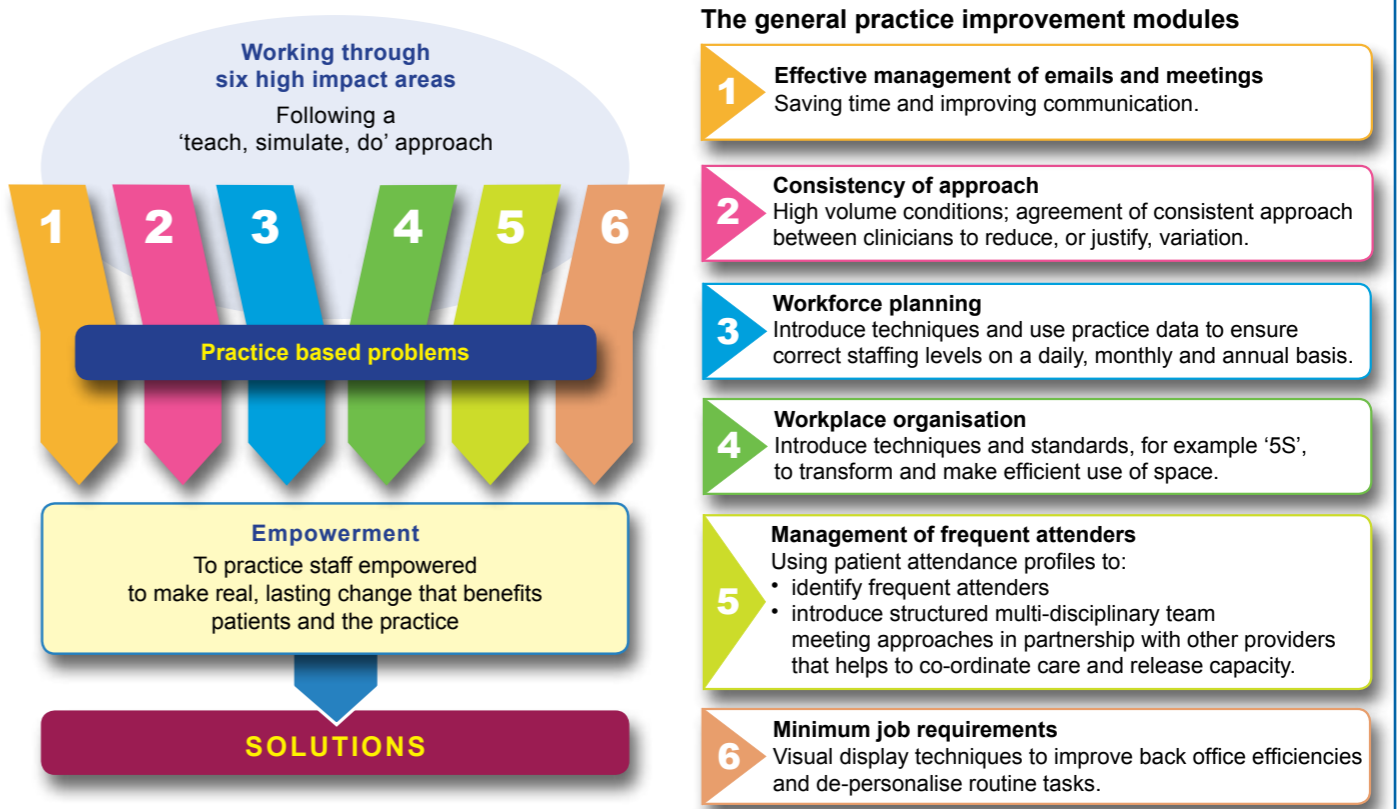 Working through
six high impact areas
Following a
‘teach, simulate, do’ approach
1 2 3 4 5 6
Practice based problems
Empowerment
To practice staff empowered
to make real, lasting change that benefits
patients and the practice
SOLUTIONS
The general practice improvement modules
1
Effective management of emails and meetings
Saving time and improving communication.
2
Consistency of approach
High volume conditions; agreement of consistent approach
between clinicians to reduce, or justify, variation.
3
Workforce planning
Introduce techniques and use practice data to ensure
correct staffing levels on a daily, monthly and annual basis.
4
Workplace organisation
Introduce techniques and standards, for example ‘5S’,
to transform and make efficient use of space.
5
Management of frequent attenders
Using patient attendance profiles to:
• identify frequent attenders
• introduce structured multi-disciplinary team
meeting approaches in partnership with other providers
that helps to co-ordinate care and release capacity.
6
Minimum job requirements
Visual display techniques to improve back office efficiencies
and de-personalise routine tasks.